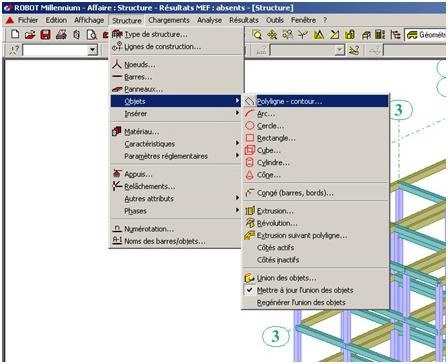 ROBOT Millennium - Affaire : Structure - Résultats MEF : absents - [Structure]
Fichier Edition Affichage Structure Chargements Analyse Résultats Outils Fenêtre ?
Type de structure...
Lignes de construction...
Géomét
Noeuds...
Barres...
Panneaux...
Objets
Insérer
Matériau...
Caractéristiques
Paramètres réglementaires
Appuis...
Relâchements...
Autres attributs
Phases
Numérotation...
Noms des barres/objets...
Polyligne - contour...
Arc...
Cercle...
Rectangle...
Cube...
Cylindre...
Cône...
Congé (barres, bords)...
Extrusion...
Révolution...
Extrusion suivant polyligne...
Côtés actifs
Côtés inactifs
Union des objets...
Mettre à jour l'union des objets
Regénérer l'union des objets
3
3